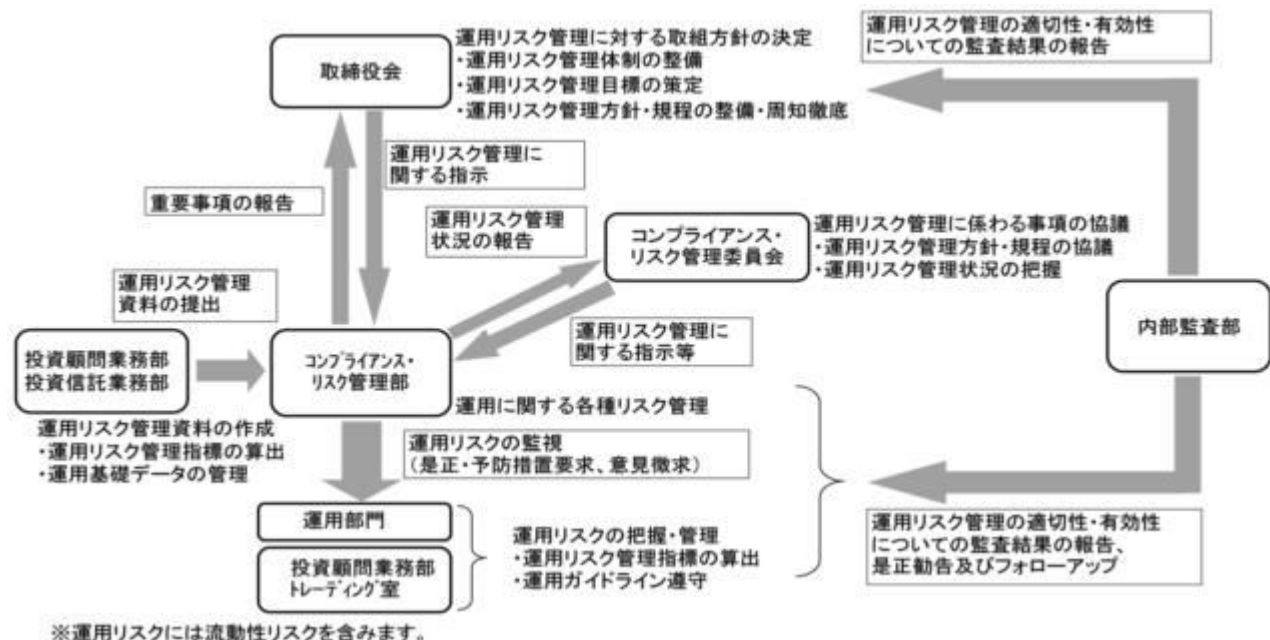 取締役会
運用リスク管理に対する取組方針の決定
・運用リスク管理体制の整備
・運用リスク管理目標の策定
・運用リスク管理方針・規程の整備・周知徹底
運用リスク管理の適切性・有効性
についての監査結果の報告
運用リスク管理に
関する指示
重要事項の報告
運用リスク管理
状況の報告
コンプライアンス・
リスク管理委員会
運用リスク管理に係わる事項の協議
・運用リスク管理方針・規程の協議
・運用リスク管理状況の把握
運用リスク管理
資料の提出
運用リスク管理に
関する指示等
内部監査部
投資顧問業務部
投資信託業務部
コンプライアンス・
リスク管理部
運用に関する各種リスク管理
運用リスク管理資料の作成
・運用リスク管理指標の算出
・運用基礎データの管理
運用リスクの監視
(是正・予防措置要求、意見徴求)
運用部門
投資顧問業務部
トレーディング室
運用リスクの把握・管理
・運用リスク管理指標の算出
・運用ガイドライン遵守
運用リスク管理の適切性・有効性
についての監査結果の報告、
是正勧告及びフォローアップ
※運用リスクには流動性リスクを含みます。